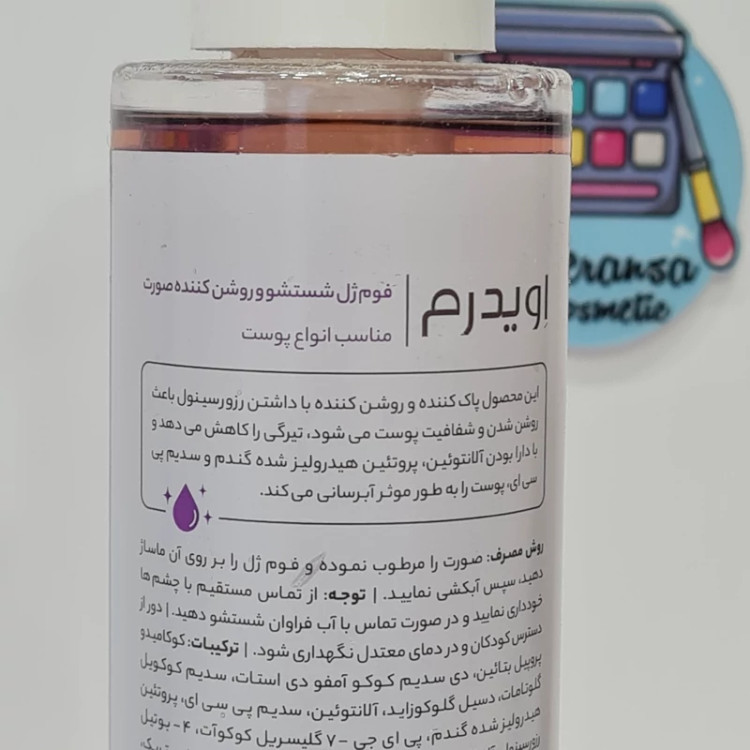 اِویدرم
فوم ژل شستشو و روشن کننده صورت
مناسب انواع پوست
این محصول پاک کننده و روشن کننده با داشتن رزورسینول باعث
روشن شدن و شفافیت پوست می شود، تیرگی را کاهش می دهد و
با دارا بودن آلانتوئین، پروتئین هیدرولیز شده گندم و سدیم پی
سی ای، پوست را به طور موثر آبرسانی می کند.
روش مصرف: صورت را مرطوب نموده و فوم ژل را بر روی آن ماساژ
دهید، سپس آبکشی نمایید. | توجه: از تماس مستقیم با چشم ها
خودداری نمایید و در صورت تماس با آب فراوان شستشو دهید. | دور از
دسترس کودکان و در دمای معتدل نگهداری شود. | ترکیبات: کوکامیدو
پروپیل بتائین، دی سدیم کوکو آمفو دی استات، سدیم کوکویل
گلوتامات، دسیل گلوکوزاید، آلانتوئین، سدیم پی سی ای، پروتئین
هیدرولیز شده گندم، پی ای جی -۷ گلیسریل کوکوآت، ۴- بوتیل
eransa
osmetic